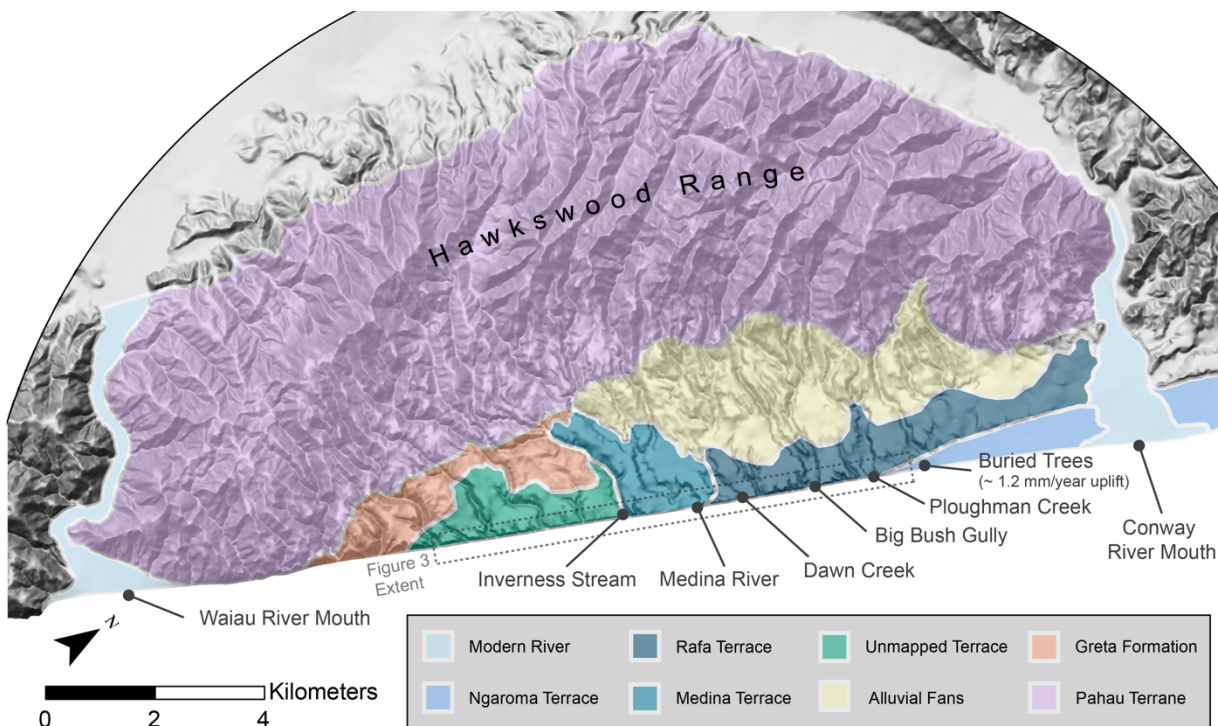 Hawkswood Range
Buried Trees
(~ 1.2 mm/year uplift)
Ploughman Creek
Conway
River Mouth
Big Bush Gully
Figure 3
Extent
Inverness Stream
Medina River
Dawn Creek
Waiau River Mouth
N
Modern River
Rafa Terrace
Unmapped Terrace
Greta Formation
Ngaroma Terrace
Medina Terrace
Alluvial Fans
Pahau Terrane
Kilometers
0 2 4